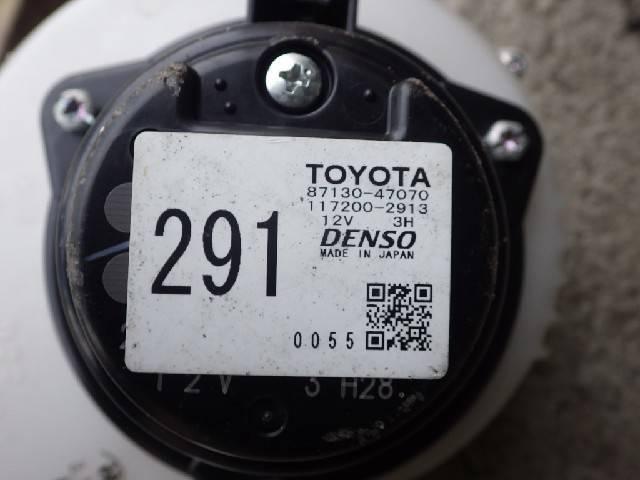 TOYOTA
87130-47070
117200-2913
12V 3H
DENSO
MADE IN JAPAN
291
0055
12V 3 H28.